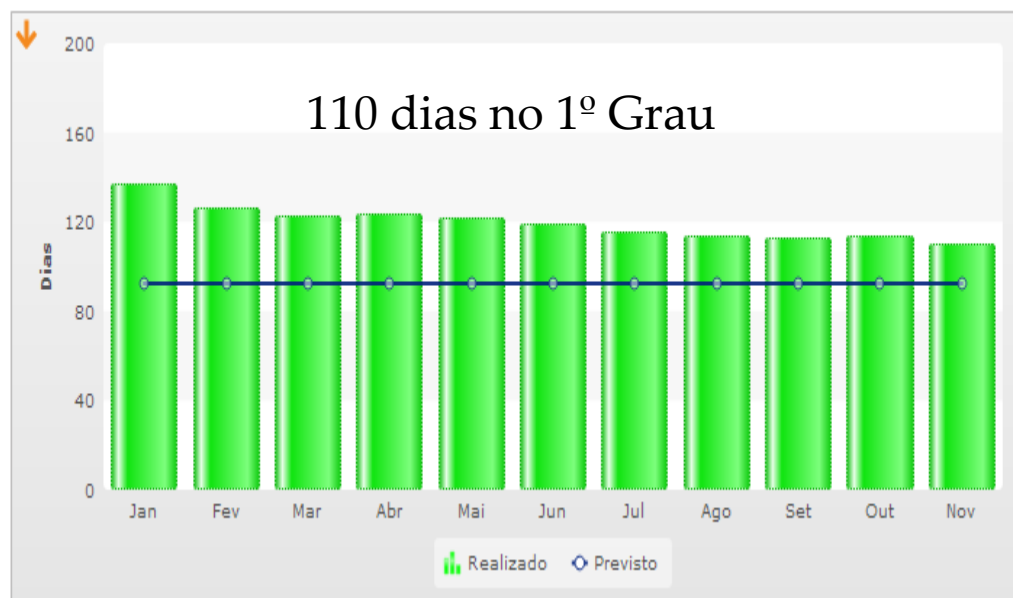 110 dias no 1º Grau
200
160
120
80
40
0
Dias
Jan Fev Mar Abr Mai Jun Jul Ago Set Out Nov
Realizado Previsto